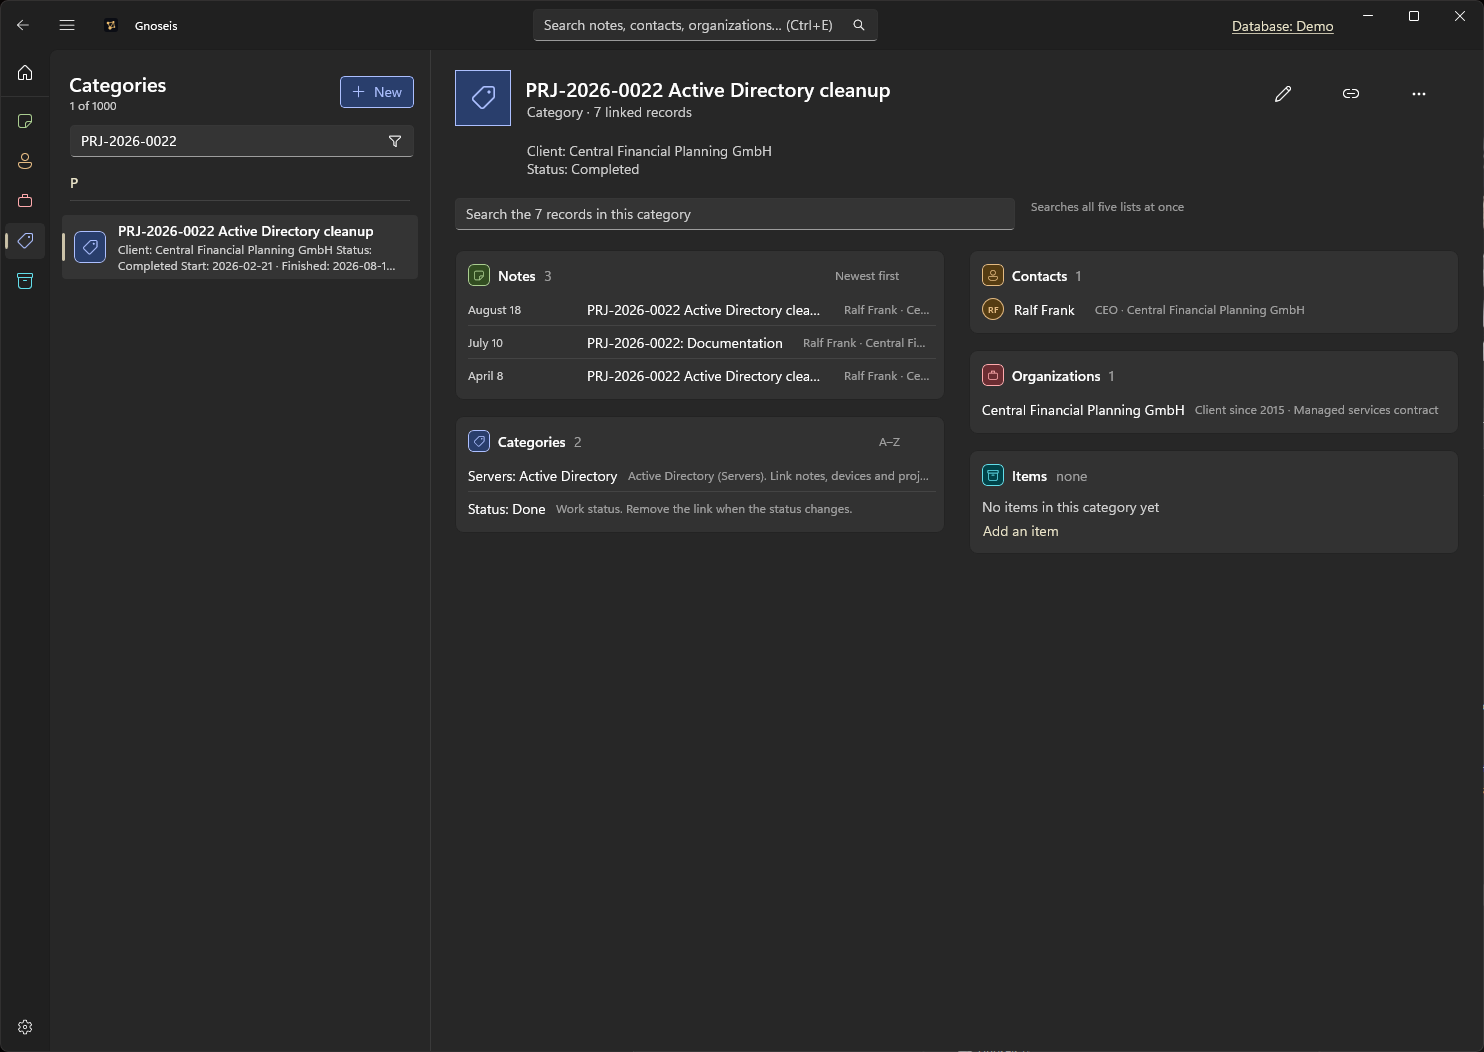 Gnoseis
Search notes, contacts, organizations... (Ctrl+E)
Database: Demo
Categories
1 of 1000
New
PRJ-2026-0022
P
PRJ-2026-0022 Active Directory cleanup
Client: Central Financial Planning GmbH Status:
Completed Start: 2026-02-21 · Finished: 2026-08-1...
PRJ-2026-0022 Active Directory cleanup
Category · 7 linked records
Client: Central Financial Planning GmbH
Status: Completed
Search the 7 records in this category
Searches all five lists at once
Notes 3 Newest first
August 18 PRJ-2026-0022 Active Directory clea... Ralf Frank · Ce...
July 10 PRJ-2026-0022: Documentation Ralf Frank · Central Fi...
April 8 PRJ-2026-0022 Active Directory clea... Ralf Frank · Ce...
Categories 2 A–Z
Servers: Active Directory Active Directory (Servers). Link notes, devices and proj...
Status: Done Work status. Remove the link when the status changes.
Contacts 1
RF Ralf Frank CEO · Central Financial Planning GmbH
Organizations 1
Central Financial Planning GmbH Client since 2015 · Managed services contract
Items none
No items in this category yet
Add an item